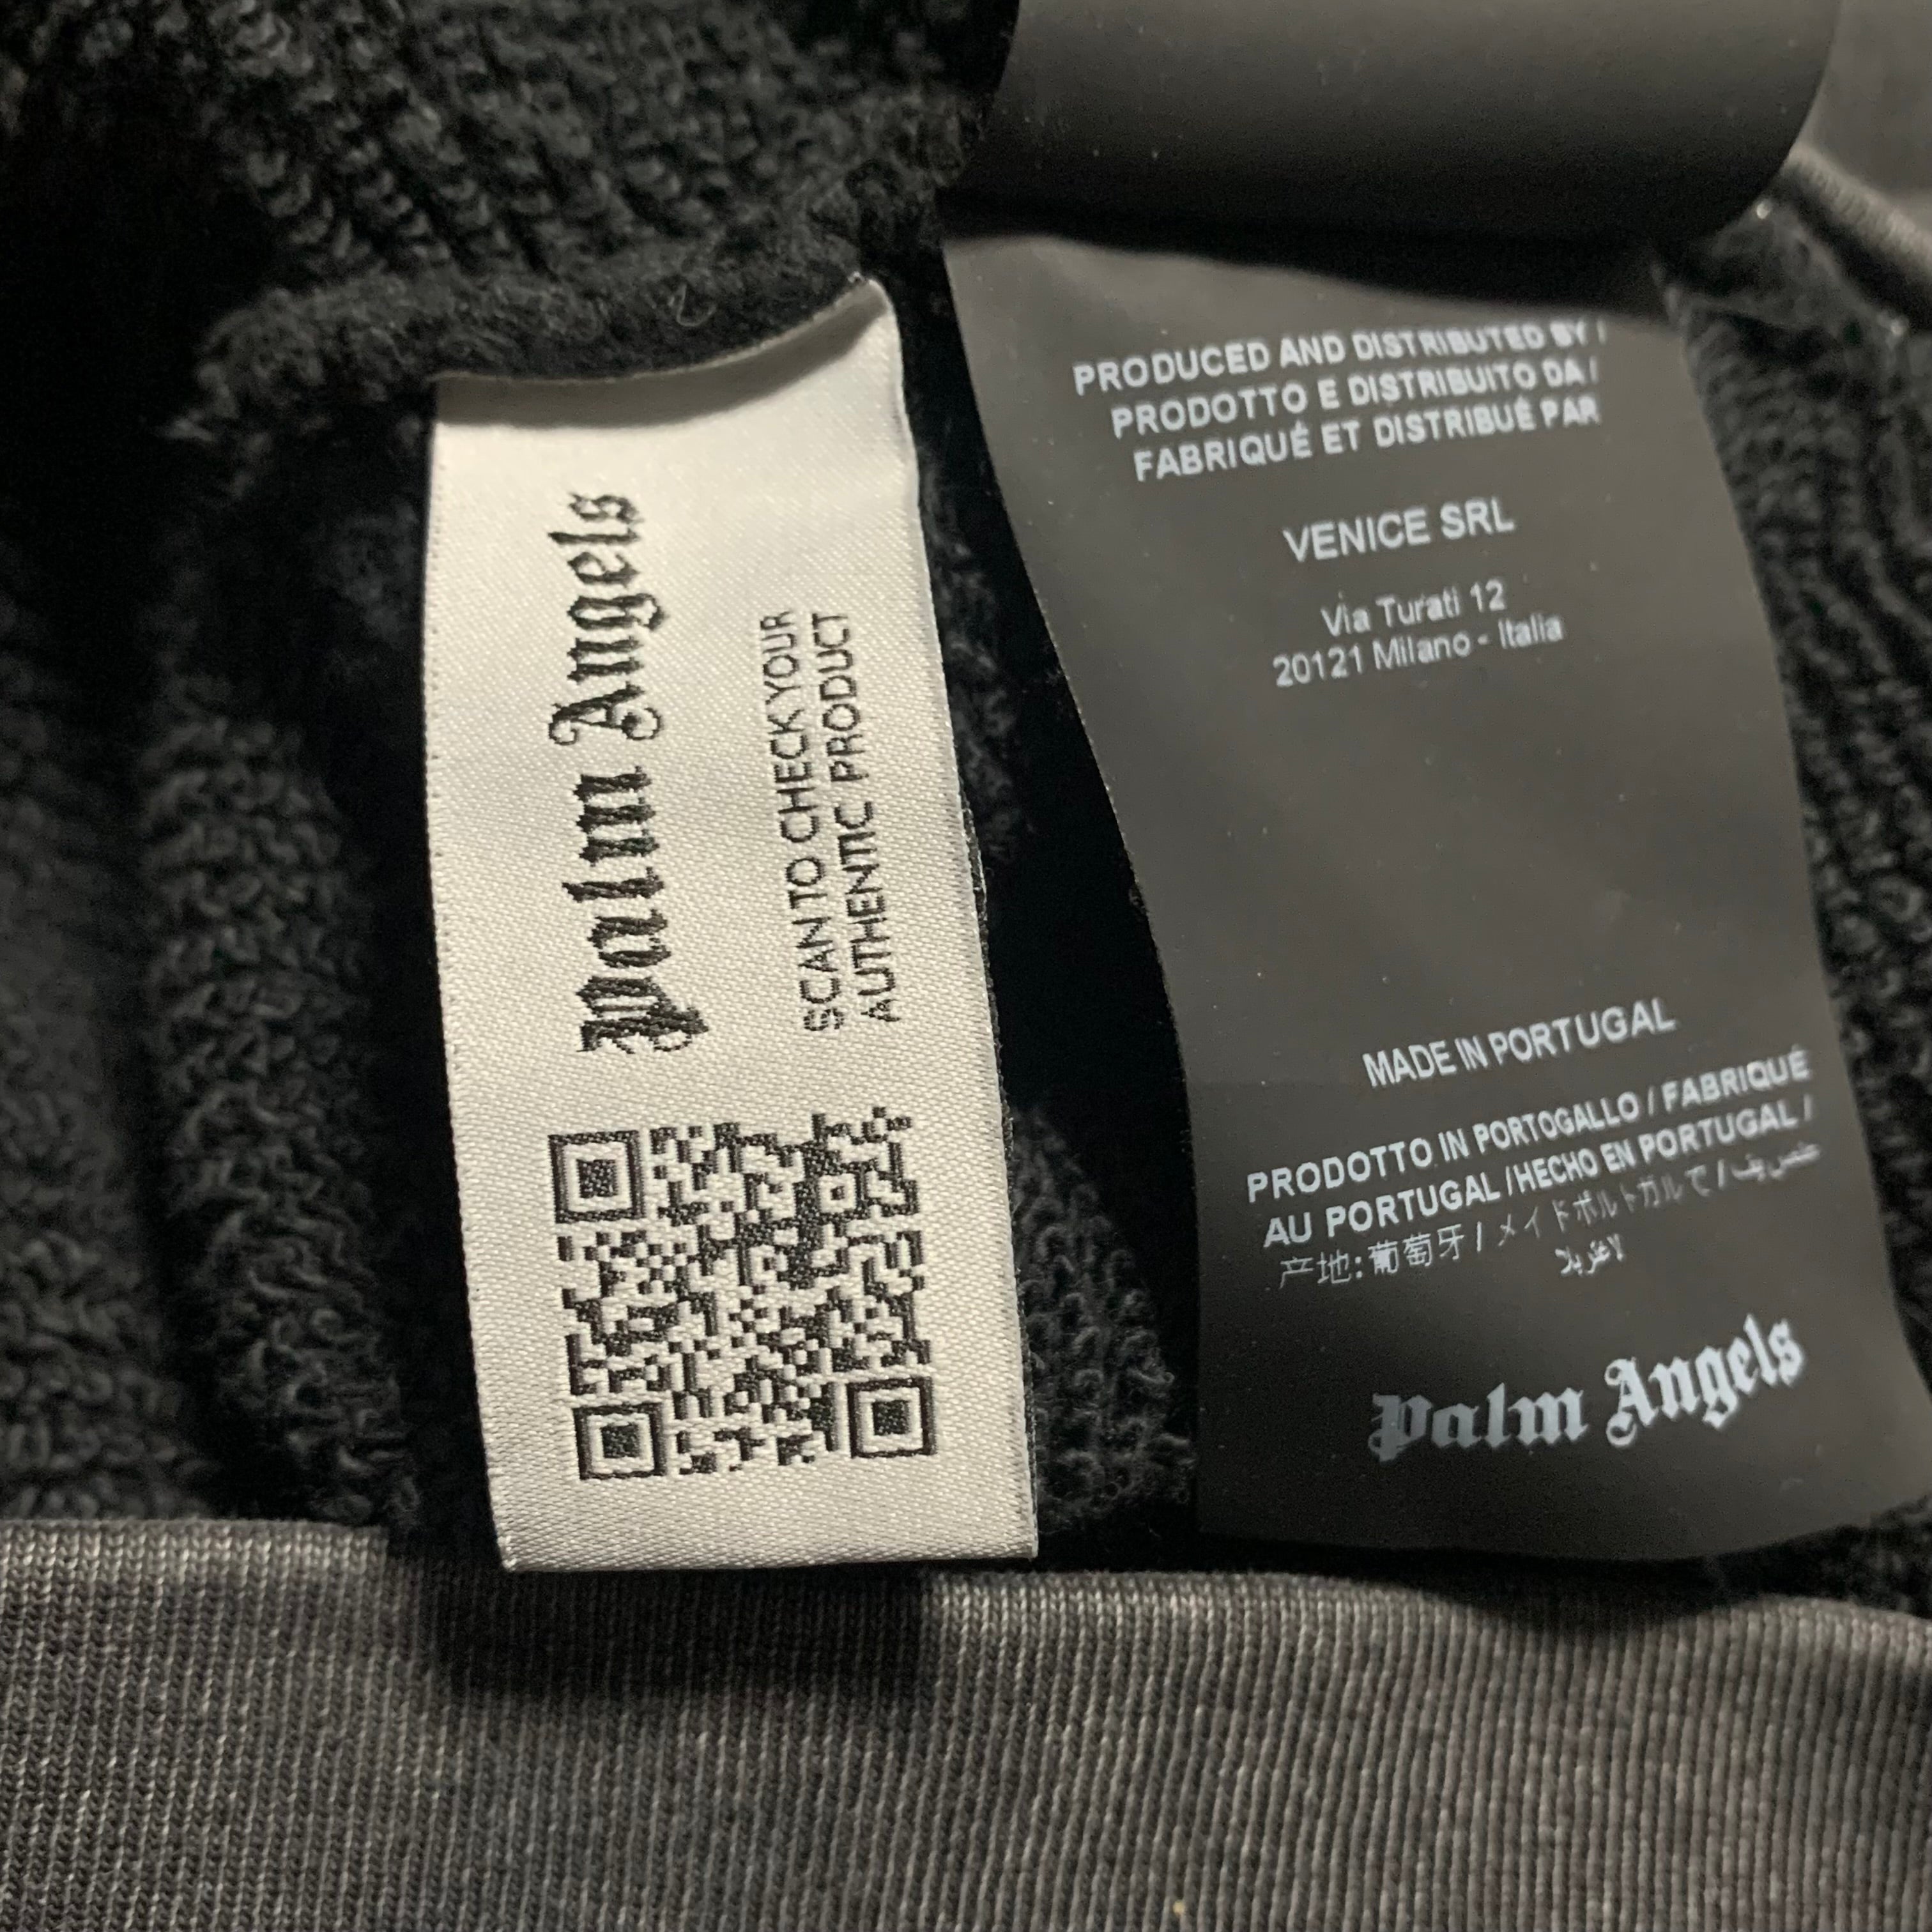 Palm Angels
SCAN TO CHECK YOUR
AUTHENTIC PRODUCT
PRODUCED AND DISTRIBUTED BY /
PRODOTTO E DISTRIBUITO DA /
FABRIQUÉ ET DISTRIBUÉ PAR
VENICE SRL
Via Turati 12
20121 Milano - Italia
MADE IN PORTUGAL
PRODOTTO IN PORTOGALLO / FABRIQUÉ
AU PORTUGAL / HECHO EN PORTUGAL /
产地: 葡萄牙 / メイドポルトガルで /
Palm Angels